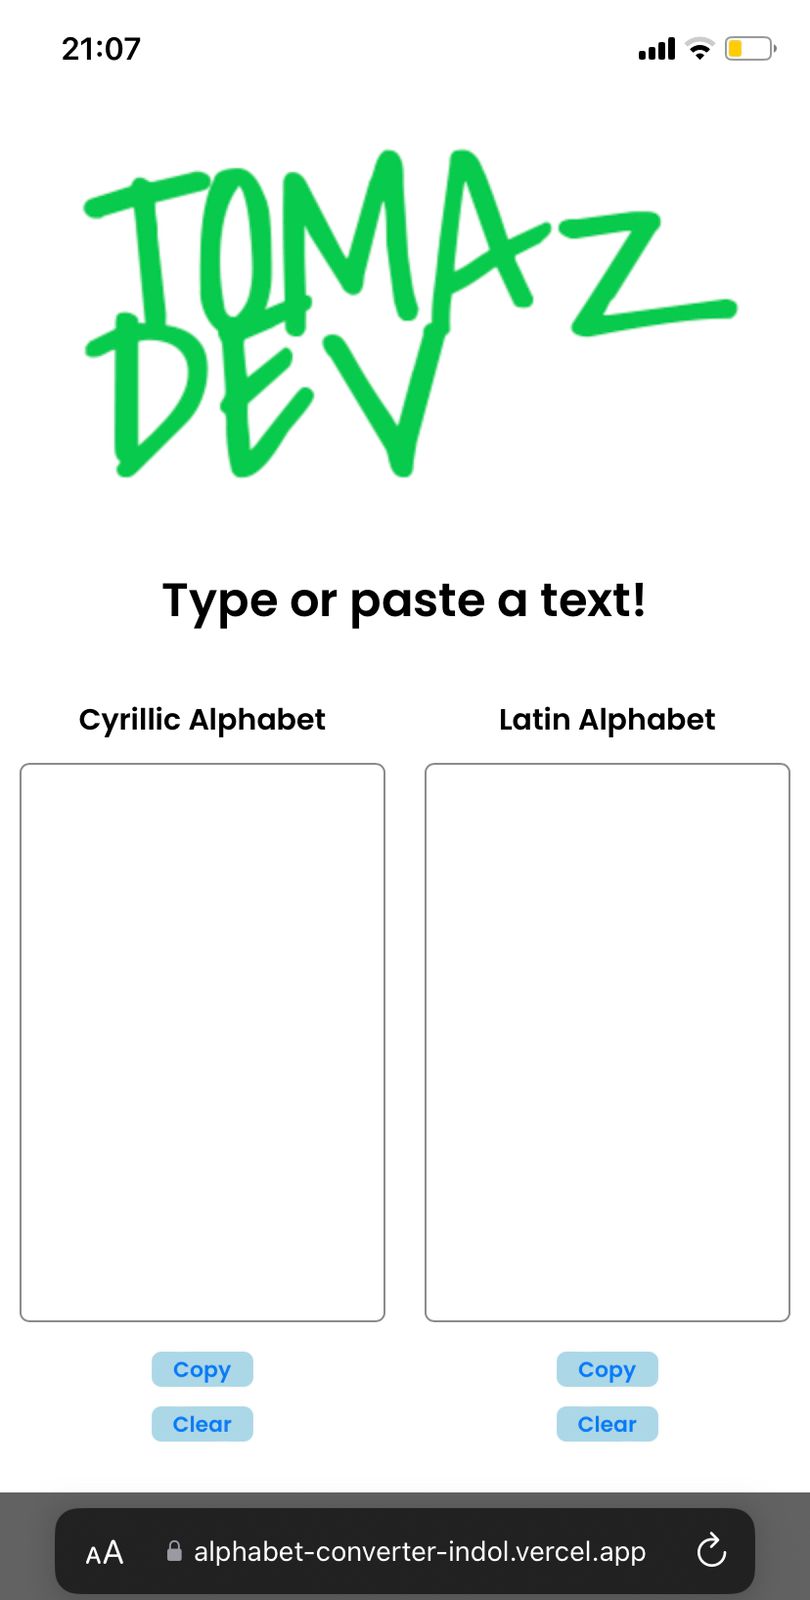 21:07
TOMAZ
DEV
Type or paste a text!
Cyrillic Alphabet
Latin Alphabet
Copy
Copy
Clear
Clear
AA alphabet-converter-indol.vercel.app